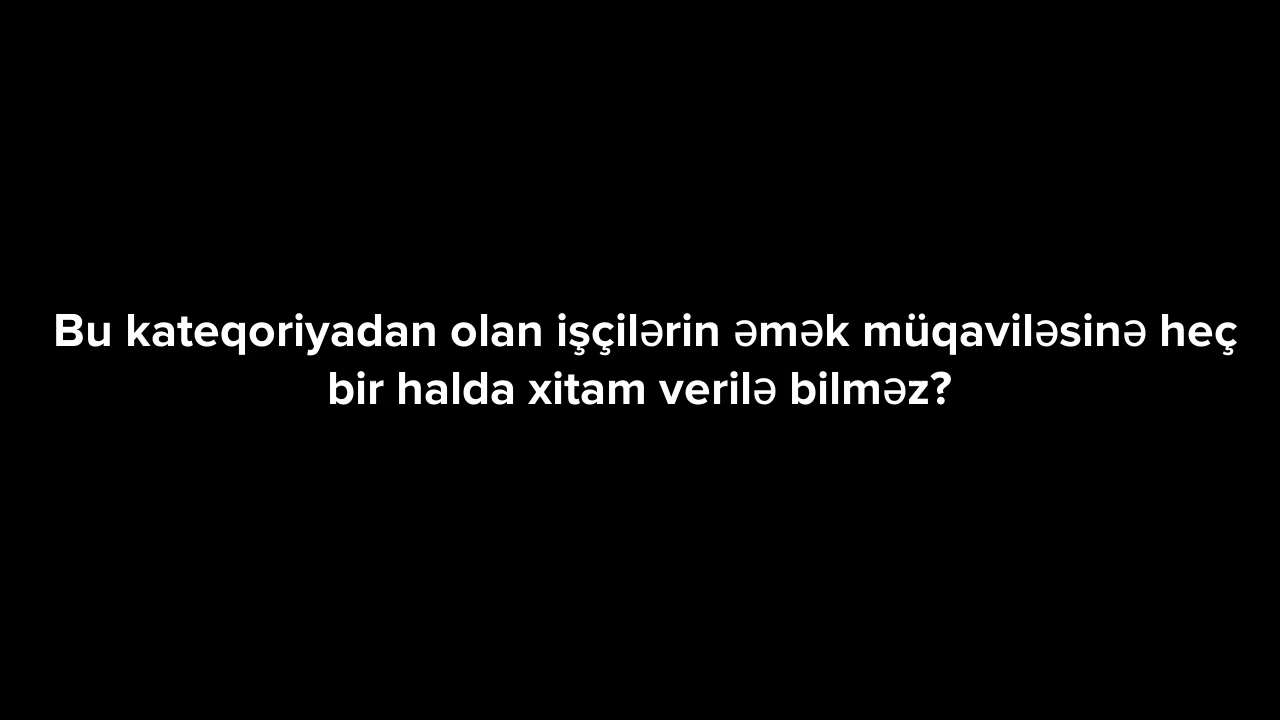 Bu kateqoriyadan olan işçilərin əmək müqaviləsinə heç
bir halda xitam verilə bilməz?